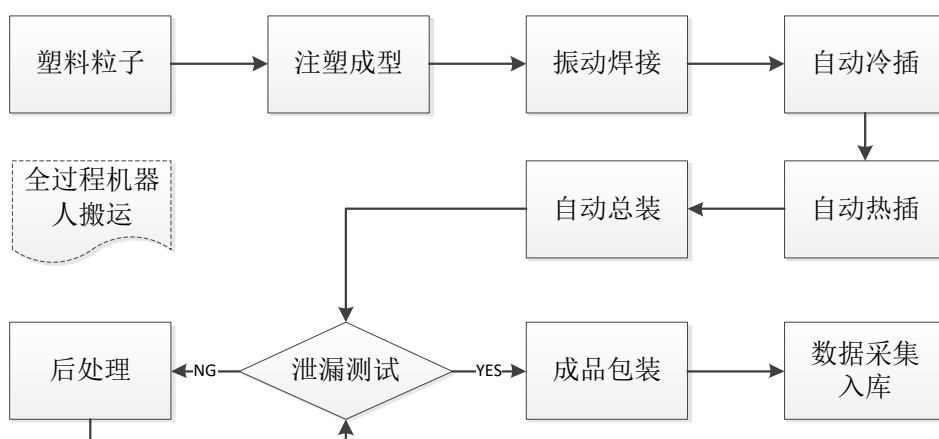 塑料粒子
注塑成型
振动焊接
自动冷插
全过程机器
人搬运
自动总装
自动热插
后处理
NG
泄漏测试
YES
成品包装
数据采集
入库